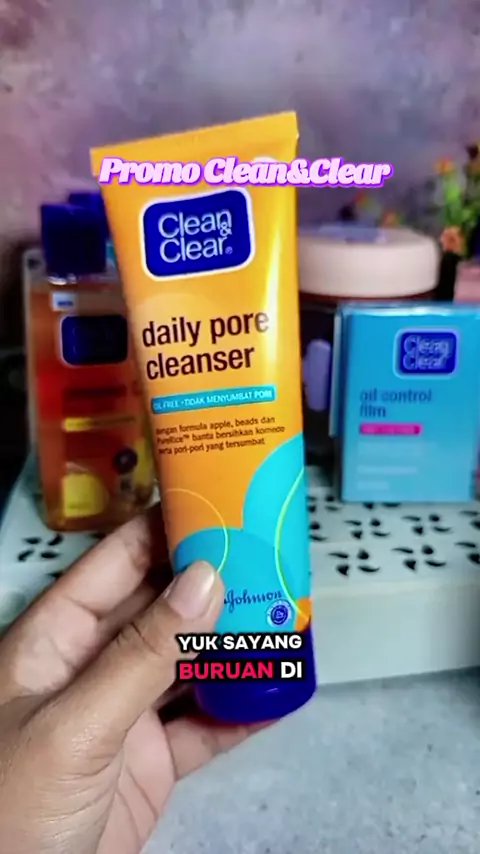 Promo Clean&Clear
Clean
&
Clear®
daily pore
cleanser
OIL FREE • TIDAK MENYUMBAT PORI
dengan formula apple, beads dan
bantu bersihkan komedo
serta pori-pori yang tersumbat
Johnson
Clean
&
Clear
oil control
film
YUK SAYANG
BURUAN DI